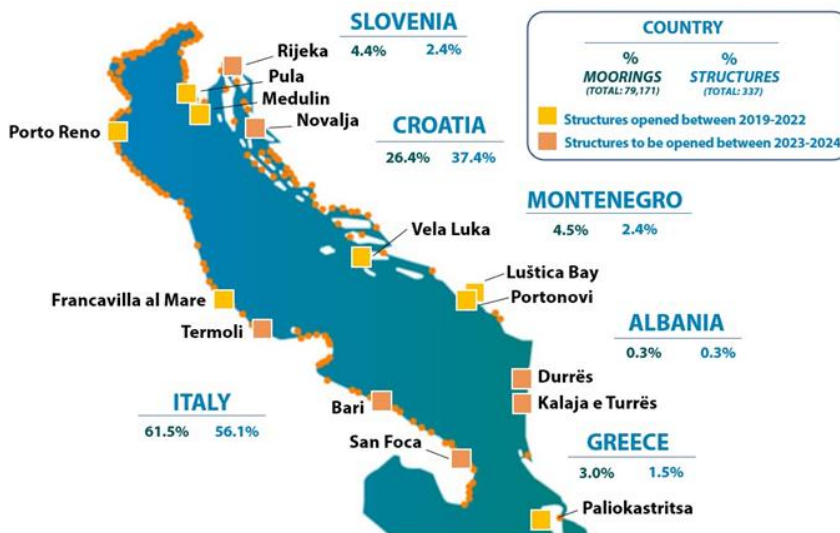 SLOVENIA
4.4% 2.4%
COUNTRY
%
MOORINGS
(TOTAL: 79,171)
%
STRUCTURES
(TOTAL: 337)
Structures opened between 2019-2022
Structures to be opened between 2023-2024
Rijeka
Pula
Medulin
Novalja
Porto Reno
CROATIA
26.4% 37.4%
MONTENEGRO
4.5% 2.4%
Vela Luka
Luštica Bay
Portonovi
Francavilla al Mare
Termoli
ALBANIA
0.3% 0.3%
Durrës
Kalaja e Turrës
ITALY
61.5% 56.1%
Bari
San Foca
GREECE
3.0% 1.5%
Paliokastritsa